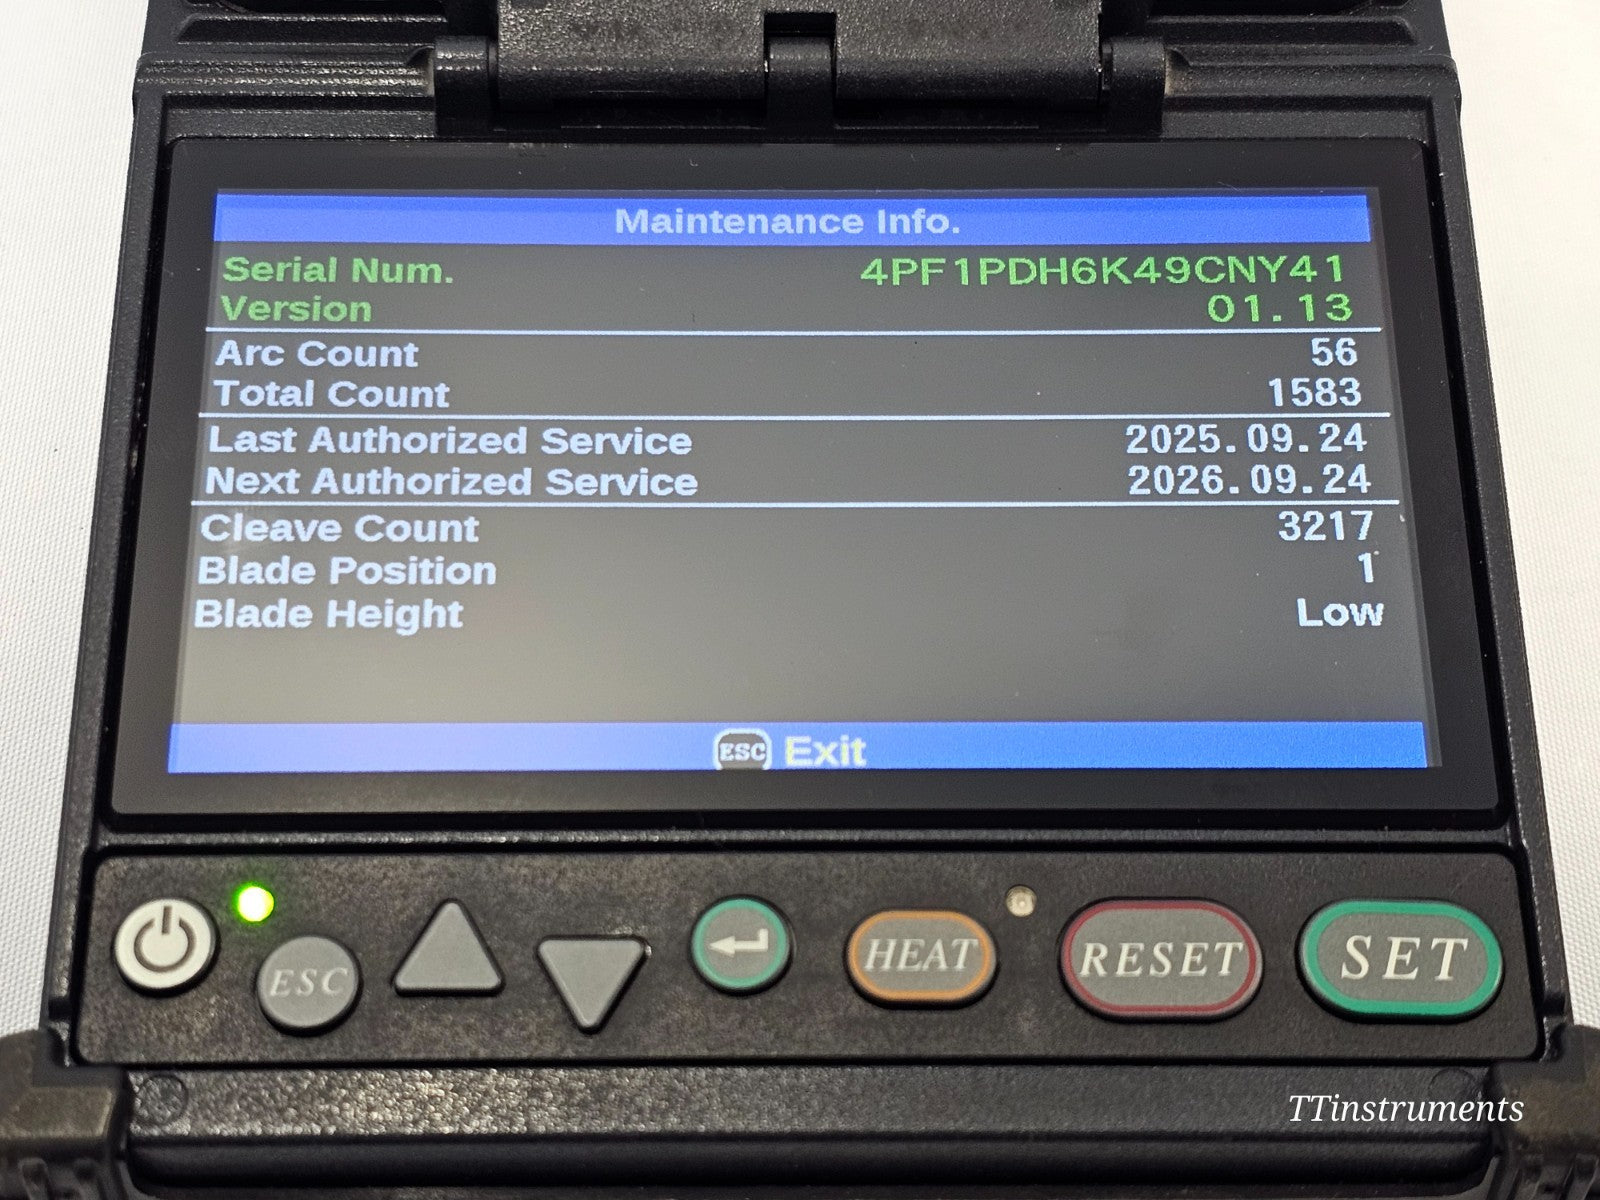 Maintenance Info.
Serial Num. 4PF1PDH6K49CNY41
Version 01.13
Arc Count 56
Total Count 1583
Last Authorized Service 2025.09.24
Next Authorized Service 2026.09.24
Cleave Count 3217
Blade Position 1
Blade Height Low
ESC Exit
ESC HEAT RESET SET
TTinstruments